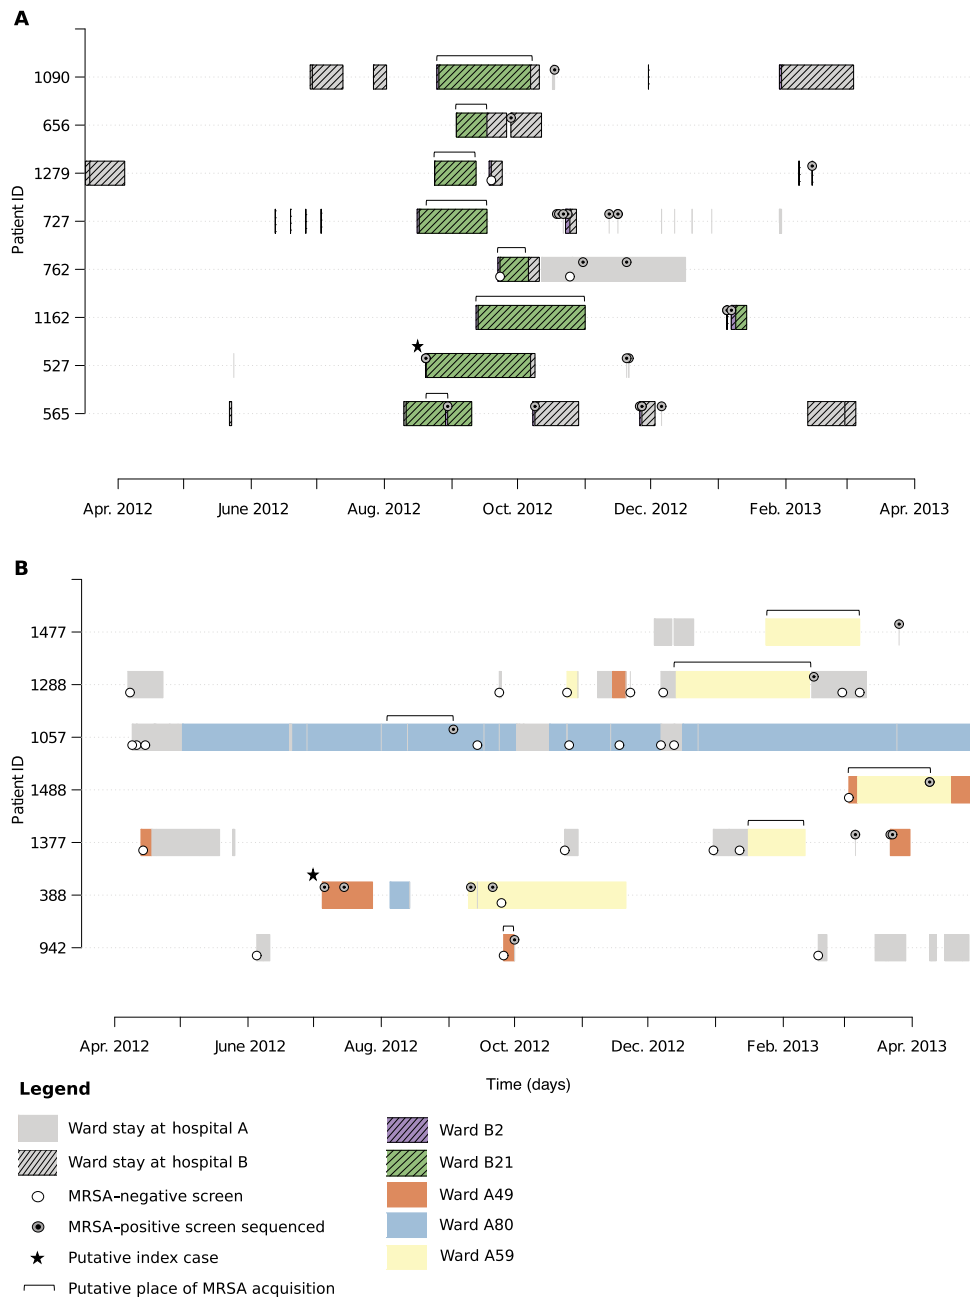 A
1090
656
1279
727
762
1162
527
565
Patient ID
Apr. 2012 June 2012 Aug. 2012 Oct. 2012 Dec. 2012 Feb. 2013 Apr. 2013
B
1477
1288
1057
1488
1377
388
942
Patient ID
Apr. 2012 June 2012 Aug. 2012 Oct. 2012 Dec. 2012 Feb. 2013 Apr. 2013
Time (days)
Legend
Ward stay at hospital A
Ward stay at hospital B
MRSA-negative screen
MRSA-positive screen sequenced
Putative index case
Putative place of MRSA acquisition
Ward B2
Ward B21
Ward A49
Ward A80
Ward A59